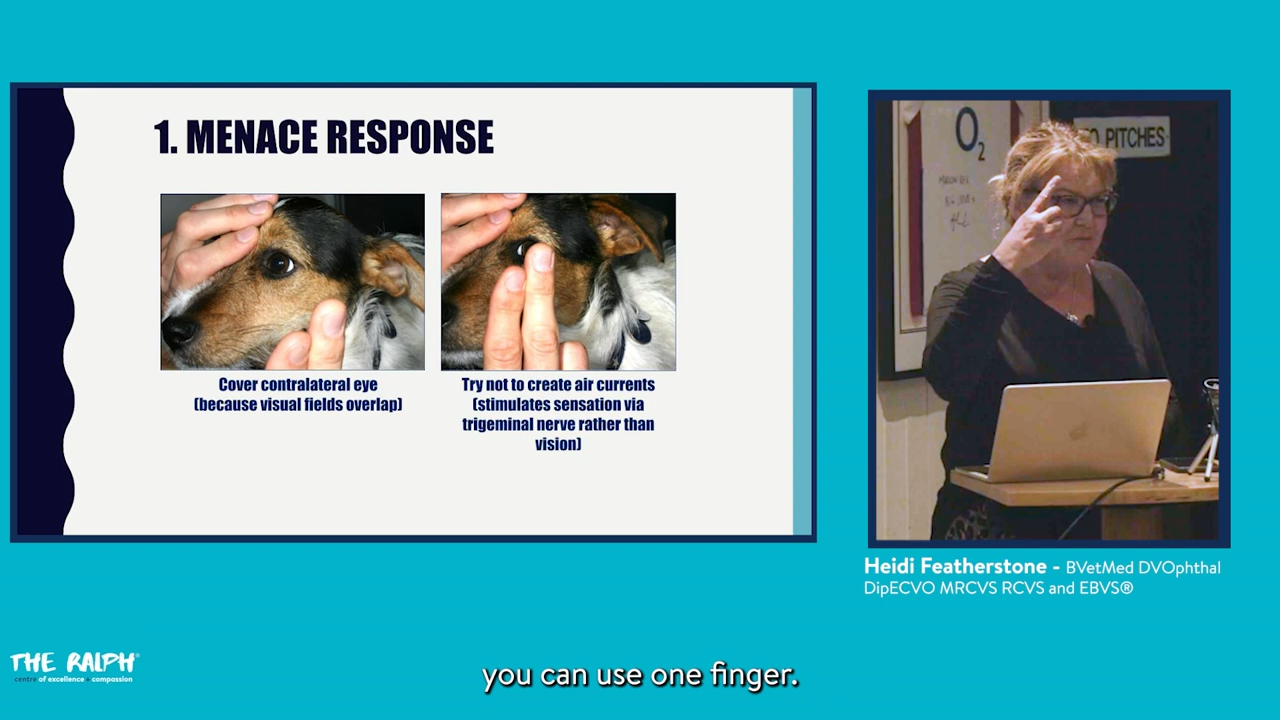 1. MENACE RESPONSE
Cover contralateral eye
(because visual fields overlap)
Try not to create air currents
(stimulates sensation via
trigeminal nerve rather than
vision)
O2
PITCHES
Heidi Featherstone - BVetMed DVOphthal
DipECVO MRCVS RCVS and EBVS®
THE RALPH®
centre of excellence + compassion
you can use one finger.